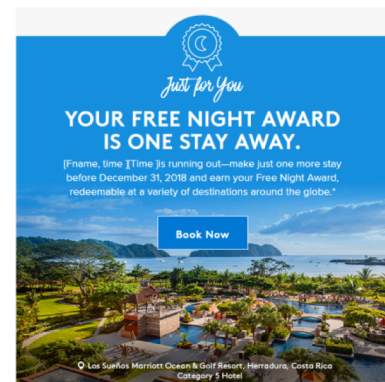 Just for You
YOUR FREE NIGHT AWARD
IS ONE STAY AWAY.
[Fname, time ][Time ]is running out—make just one more stay
before December 31, 2018 and earn your Free Night Award,
redeemable at a variety of destinations around the globe.*
Book Now
Los Sueños Marriott Ocean & Golf Resort, Herradura, Costa Rica
Category 5 Hotel